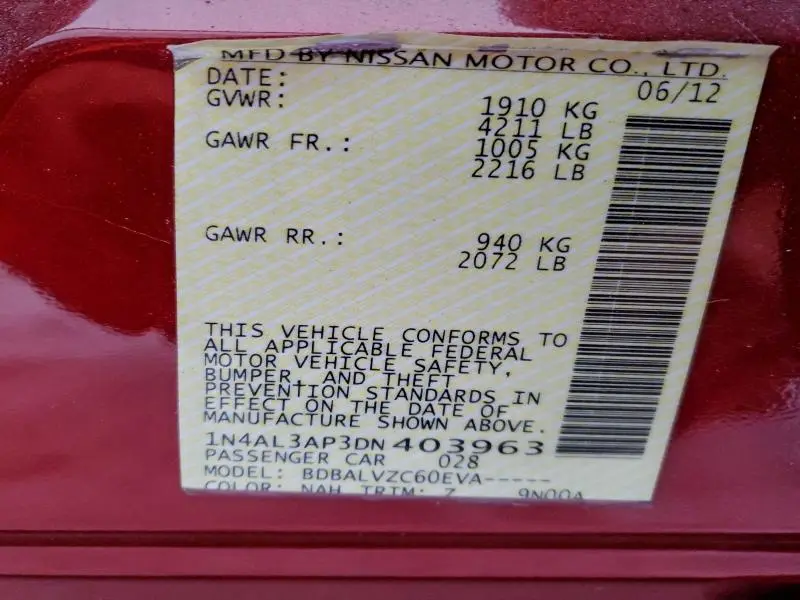 MFD BY NISSAN MOTOR CO., LTD.
DATE: 06/12
GVWR: 1910 KG
4211 LB
GAWR FR.: 1005 KG
2216 LB
GAWR RR.: 940 KG
2072 LB
THIS VEHICLE CONFORMS TO
ALL APPLICABLE FEDERAL
MOTOR VEHICLE SAFETY,
BUMPER, AND THEFT
PREVENTION STANDARDS IN
EFFECT ON THE DATE OF
MANUFACTURE SHOWN ABOVE.
1N4AL3AP3DN403963
PASSENGER CAR 028
MODEL: BDBALVZC60EVA-----
COLOR: NAH TRIM: Z 9N00A